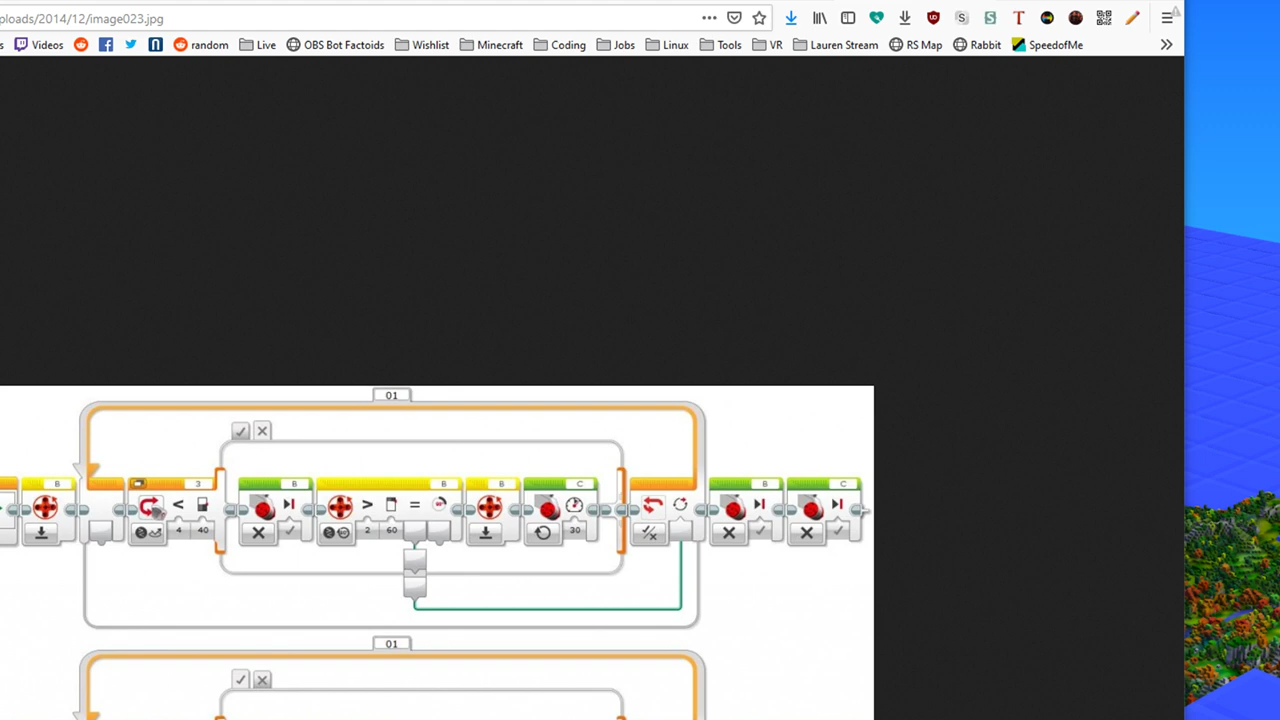 ploads/2014/12/image023.jpg
s Videos random Live OBS Bot Factoids Wishlist Minecraft Coding Jobs Linux Tools VR Lauren Stream RS Map Rabbit SpeedofMe
01
B 3 B B B C B C
< > =
4 40 2 60 30
01